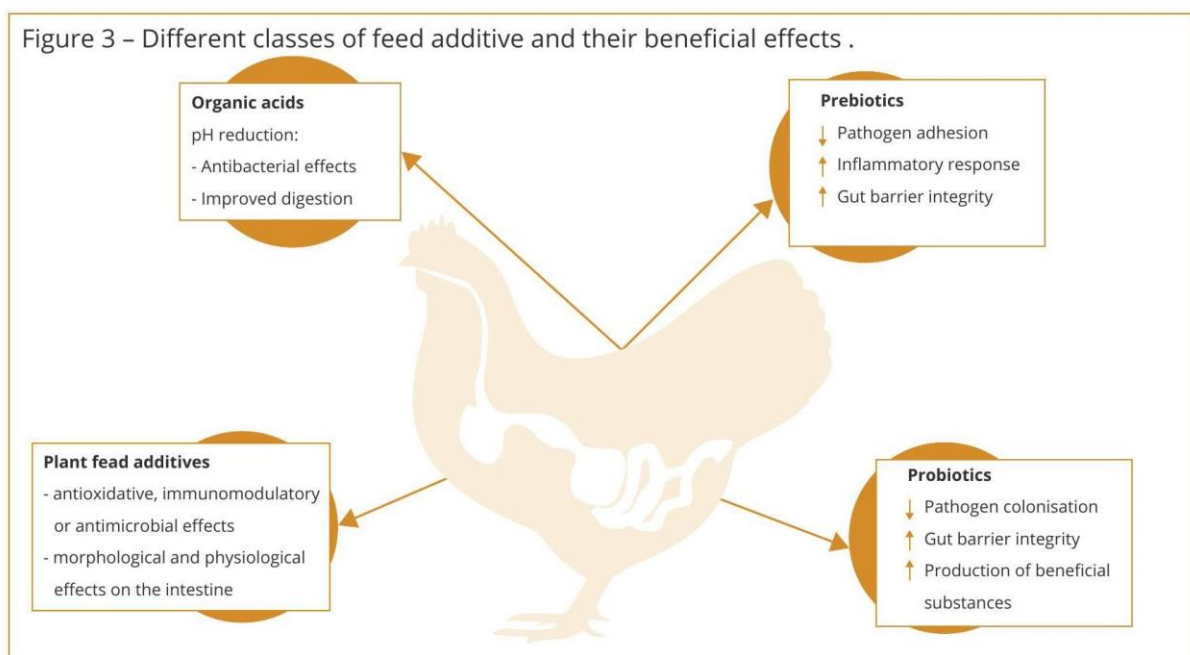 Figure 3 – Different classes of feed additive and their beneficial effects .
Organic acids
pH reduction:
- Antibacterial effects
- Improved digestion
Prebiotics
↓ Pathogen adhesion
↑ Inflammatory response
↑ Gut barrier integrity
Plant fead additives
- antioxidative, immunomodulatory
or antimicrobial effects
- morphological and physiological
effects on the intestine
Probiotics
↓ Pathogen colonisation
↑ Gut barrier integrity
↑ Production of beneficial
substances